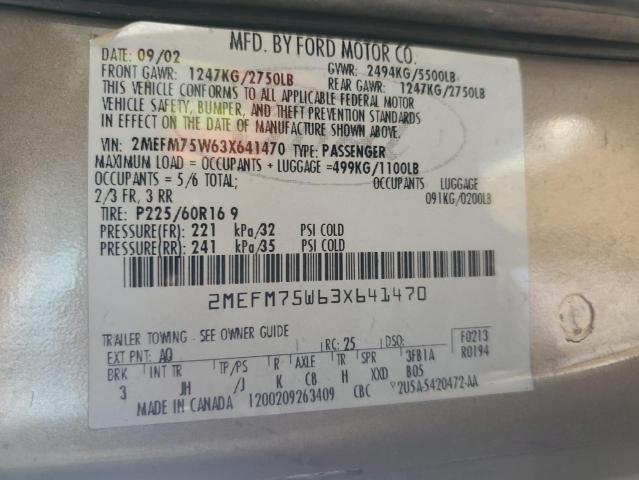 MFD. BY FORD MOTOR CO.
DATE: 09/02 GVWR: 2494KG/5500LB
FRONT GAWR: 1247KG/2750LB REAR GAWR: 1247KG/2750LB
THIS VEHICLE CONFORMS TO ALL APPLICABLE FEDERAL MOTOR
VEHICLE SAFETY, BUMPER, AND THEFT PREVENTION STANDARDS
IN EFFECT ON THE DATE OF MANUFACTURE SHOWN ABOVE.
VIN: 2MEFM75W63X641470 TYPE: PASSENGER
MAXIMUM LOAD = OCCUPANTS + LUGGAGE =499KG/1100LB
OCCUPANTS = 5/6 TOTAL; OCCUPANTS LUGGAGE
2/3 FR, 3 RR 091KG/0200LB
TIRE: P225/60R16 9
PRESSURE(FR): 221 kPa/32 PSI COLD
PRESSURE(RR): 241 kPa/35 PSI COLD
2MEFM75W63X641470
TRAILER TOWING - SEE OWNER GUIDE
EXT PNT: AQ RC: 25 DSO: F0213
BRK INT TR TP/PS R AXLE TR SPR 3FB1A R0194
3 JH /J K CB H XXD B05
MADE IN CANADA 1200209263409 CBC 2U5A-5420472-AA